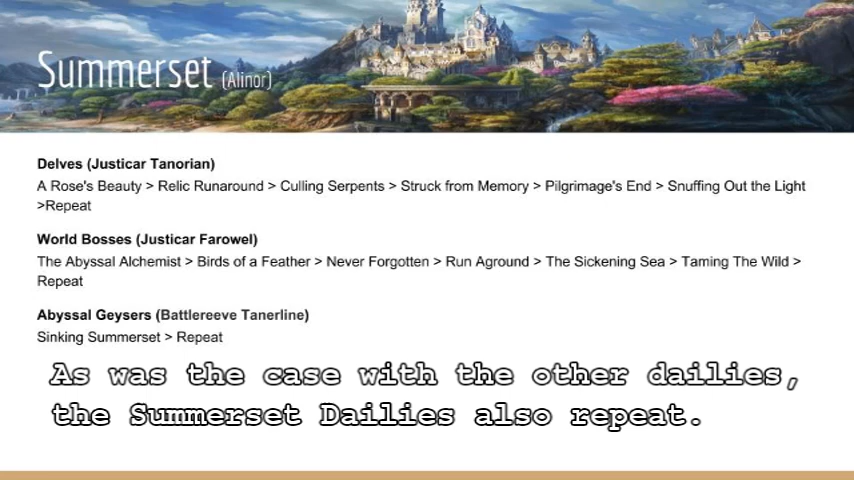 Summerset (Alinor)
Delves (Justicar Tanorian)
A Rose's Beauty > Relic Runaround > Culling Serpents > Struck from Memory > Pilgrimage's End > Snuffing Out the Light
>Repeat
World Bosses (Justicar Farowel)
The Abyssal Alchemist > Birds of a Feather > Never Forgotten > Run Aground > The Sickening Sea > Taming The Wild >
Repeat
Abyssal Geysers (Battlereeve Tanerline)
Sinking Summerset > Repeat
As was the case with the other dailies,
the Summerset Dailies also repeat.